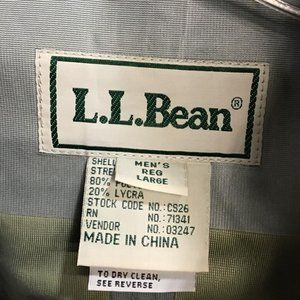 L.L.Bean®
SHELL
STRE
80% POLY
20% LYCRA
MEN'S
REG
LARGE
STOCK CODE NO.: CS26
RN NO.: 71341
VENDOR NO.: 03247
MADE IN CHINA
TO DRY CLEAN,
SEE REVERSE